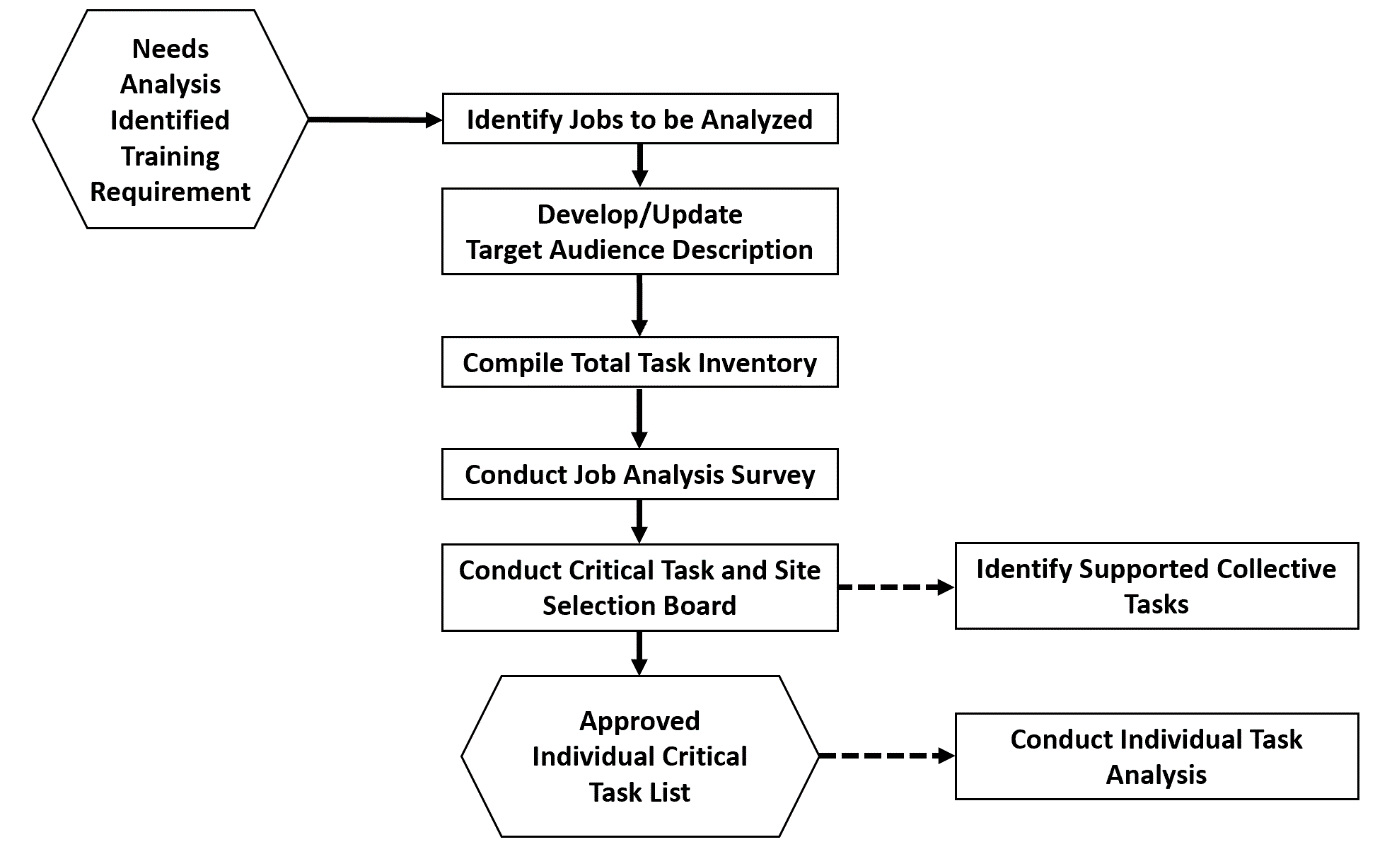 Needs
Analysis
Identified
Training
Requirement
Identify Jobs to be Analyzed
Develop/Update
Target Audience Description
Compile Total Task Inventory
Conduct Job Analysis Survey
Conduct Critical Task and Site
Selection Board
Identify Supported Collective
Tasks
Approved
Individual Critical
Task List
Conduct Individual Task
Analysis